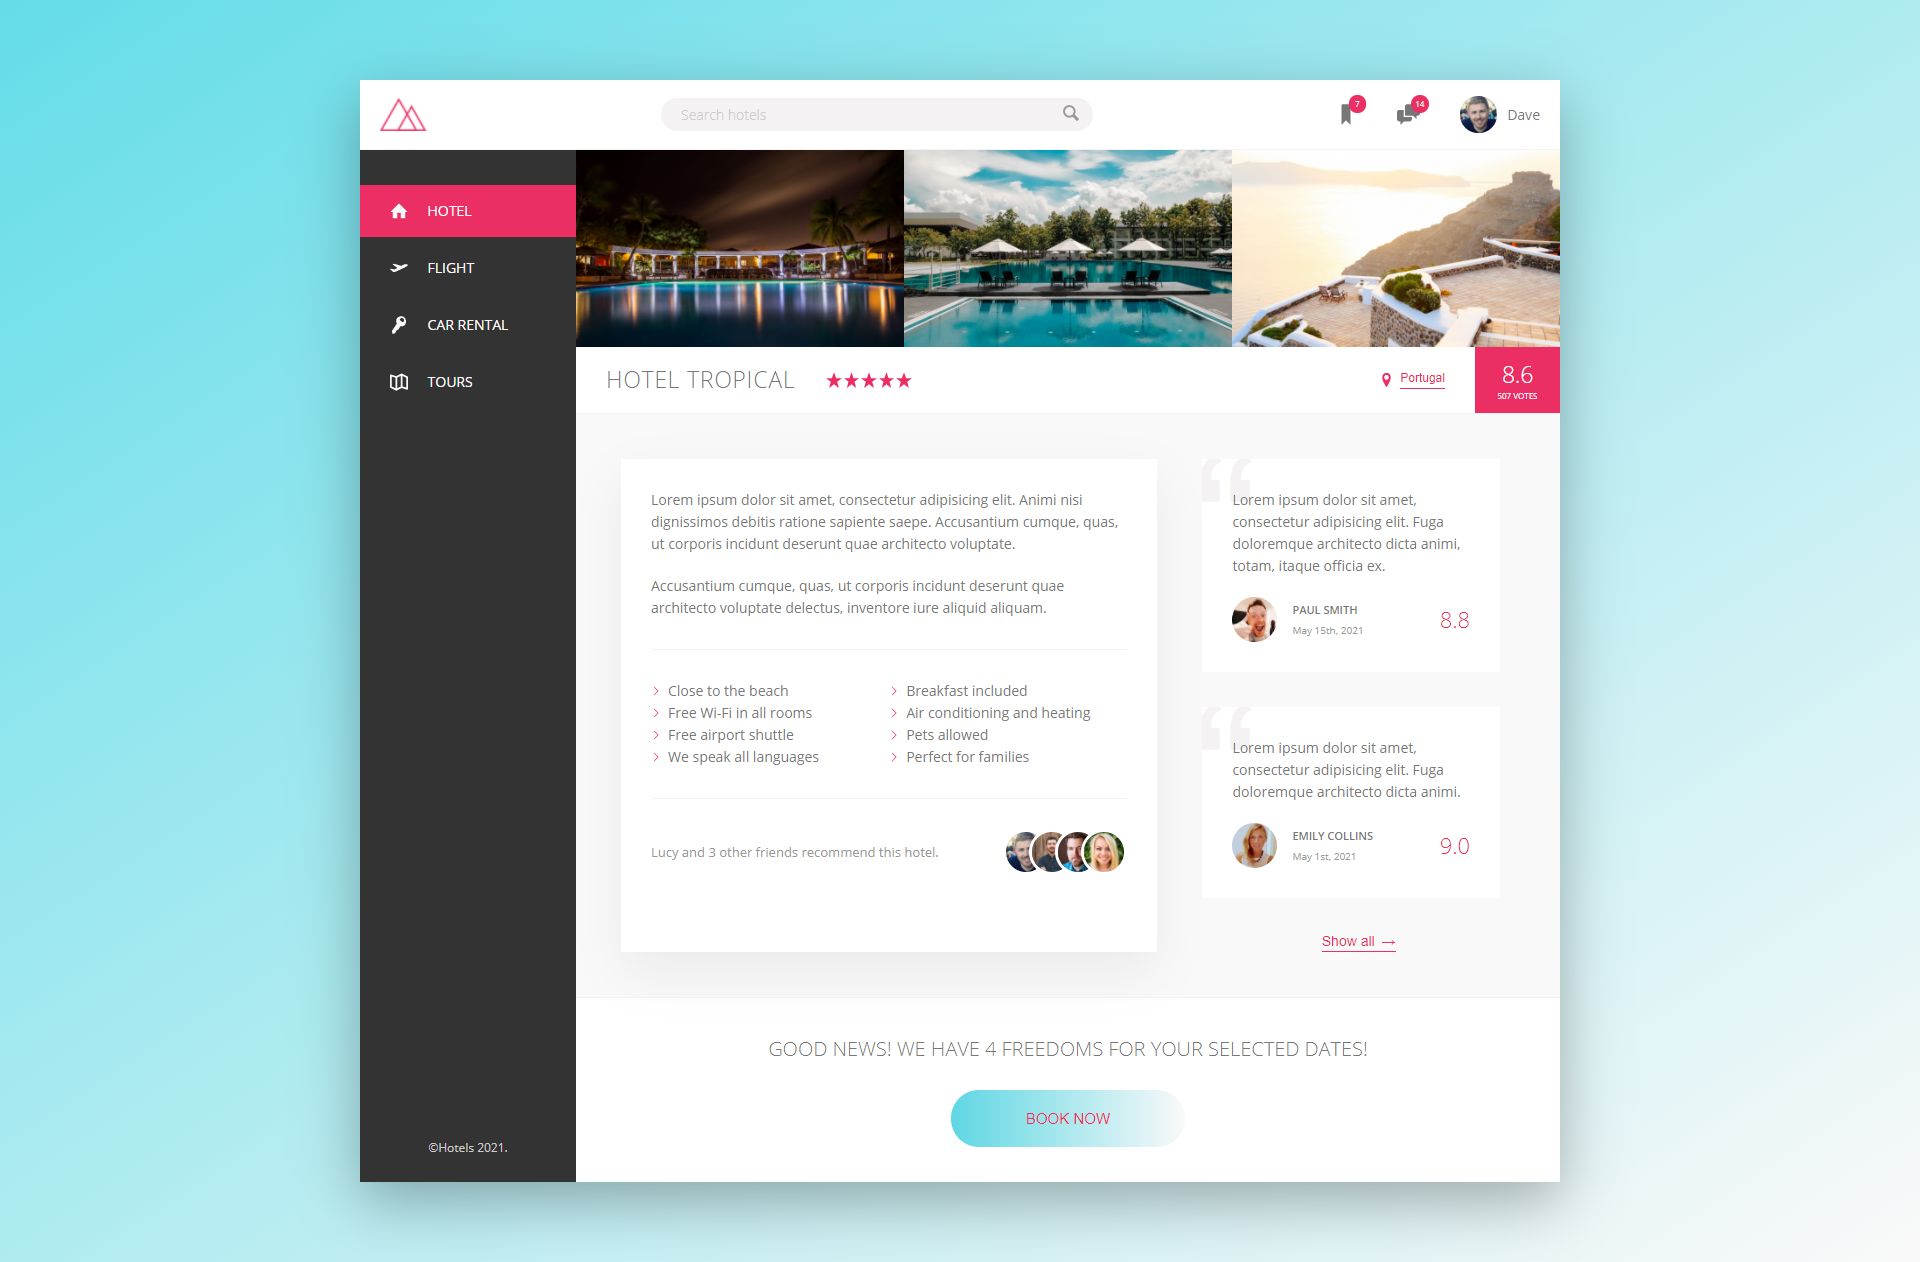 Search hotels
7
14
Dave
HOTEL
FLIGHT
CAR RENTAL
TOURS
©Hotels 2021.
HOTEL TROPICAL
Portugal
8.6
507 VOTES
Lorem ipsum dolor sit amet, consectetur adipisicing elit. Animi nisi
dignissimos debitis ratione sapiente saepe. Accusantium cumque, quas,
ut corporis incidunt deserunt quae architecto voluptate.
Accusantium cumque, quas, ut corporis incidunt deserunt quae
architecto voluptate delectus, inventore iure aliquid aliquam.
Close to the beach
Free Wi-Fi in all rooms
Free airport shuttle
We speak all languages
Breakfast included
Air conditioning and heating
Pets allowed
Perfect for families
Lucy and 3 other friends recommend this hotel.
“
Lorem ipsum dolor sit amet,
consectetur adipisicing elit. Fuga
doloremque architecto dicta animi,
totam, itaque officia ex.
PAUL SMITH
May 15th, 2021
8.8
“
Lorem ipsum dolor sit amet,
consectetur adipisicing elit. Fuga
doloremque architecto dicta animi.
EMILY COLLINS
May 1st, 2021
9.0
Show all →
GOOD NEWS! WE HAVE 4 FREEDOMS FOR YOUR SELECTED DATES!
BOOK NOW